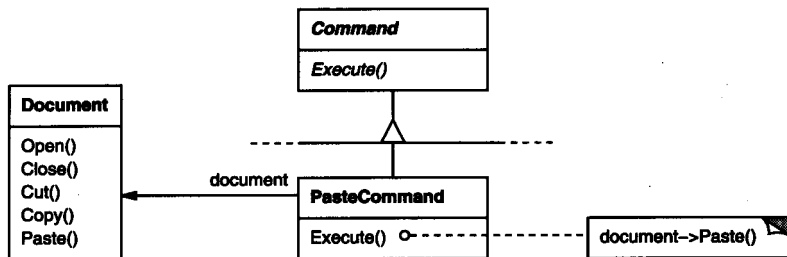 Command
Execute()
Document
Open()
Close()
Cut()
Copy()
Paste()
document
PasteCommand
Execute()
document->Paste()